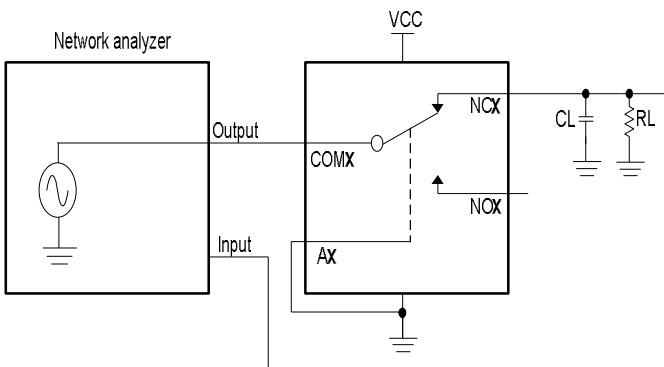 VCC
Network analyzer
Output
NCX
CL
RL
COMX
NOX
Input
AX